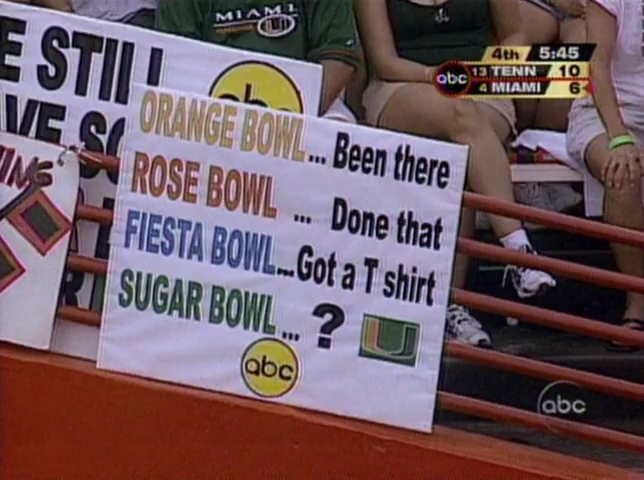 MIAMI
4th 5:45
abc 13 TENN 10
4 MIAMI 6
E STILL
VE SO
abc
ORANGE BOWL... Been there
ROSE BOWL ... Done that
FIESTA BOWL...Got a T shirt
SUGAR BOWL... ?
U
abc
abc